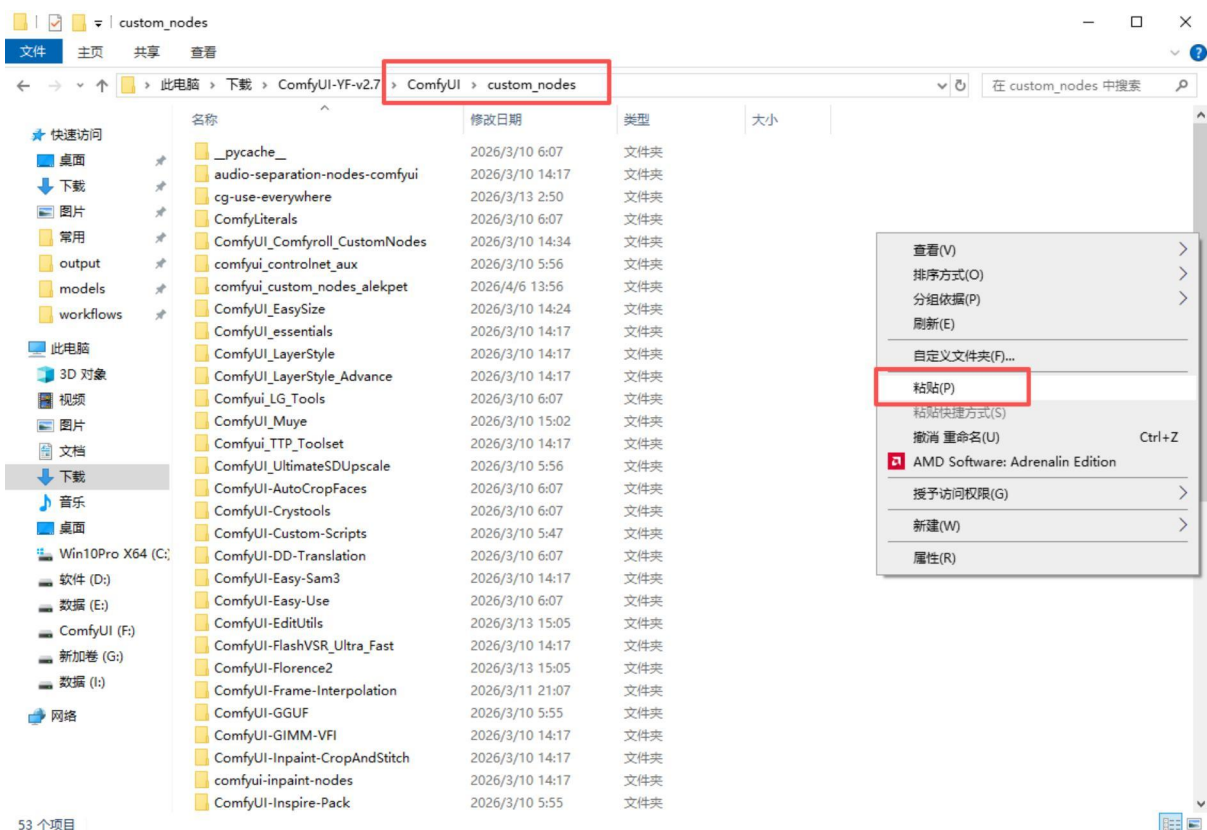 custom_nodes
文件 主页 共享 查看
此电脑 › 下载 › ComfyUI-YF-v2.7 › ComfyUI › custom_nodes
在 custom_nodes 中搜索
快速访问
桌面
下载
图片
常用
output
models
workflows
此电脑
3D 对象
视频
图片
文档
下载
音乐
桌面
Win10Pro X64 (C:)
软件 (D:)
数据 (E:)
ComfyUI (F:)
新加卷 (G:)
数据 (I:)
网络
名称 修改日期 类型 大小
__pycache__ 2026/3/10 6:07 文件夹
audio-separation-nodes-comfyui 2026/3/10 14:17 文件夹
cg-use-everywhere 2026/3/13 2:50 文件夹
ComfyLiterals 2026/3/10 6:07 文件夹
ComfyUI_Comfyroll_CustomNodes 2026/3/10 14:34 文件夹
comfyui_controlnet_aux 2026/3/10 5:56 文件夹
comfyui_custom_nodes_alekpet 2026/4/6 13:56 文件夹
ComfyUI_EasySize 2026/3/10 14:24 文件夹
ComfyUI_essentials 2026/3/10 14:17 文件夹
ComfyUI_LayerStyle 2026/3/10 14:17 文件夹
ComfyUI_LayerStyle_Advance 2026/3/10 14:17 文件夹
Comfyui_LG_Tools 2026/3/10 6:07 文件夹
ComfyUI_Muye 2026/3/10 15:02 文件夹
Comfyui_TTP_Toolset 2026/3/10 14:17 文件夹
ComfyUI_UltimateSDUpscale 2026/3/10 5:56 文件夹
ComfyUI-AutoCropFaces 2026/3/10 6:07 文件夹
ComfyUI-Crystools 2026/3/10 6:07 文件夹
ComfyUI-Custom-Scripts 2026/3/10 5:47 文件夹
ComfyUI-DD-Translation 2026/3/10 6:07 文件夹
ComfyUI-Easy-Sam3 2026/3/10 14:17 文件夹
ComfyUI-Easy-Use 2026/3/10 6:07 文件夹
ComfyUI-EditUtils 2026/3/13 15:05 文件夹
ComfyUI-FlashVSR_Ultra_Fast 2026/3/10 14:17 文件夹
ComfyUI-Florence2 2026/3/13 15:05 文件夹
ComfyUI-Frame-Interpolation 2026/3/11 21:07 文件夹
ComfyUI-GGUF 2026/3/10 5:55 文件夹
ComfyUI-GIMM-VFI 2026/3/10 14:17 文件夹
ComfyUI-Inpaint-CropAndStitch 2026/3/10 14:17 文件夹
comfyui-inpaint-nodes 2026/3/10 14:17 文件夹
ComfyUI-Inspire-Pack 2026/3/10 5:55 文件夹
查看(V)
排序方式(O)
分组依据(P)
刷新(E)
自定义文件夹(F)...
粘贴(P)
粘贴快捷方式(S)
撤消 重命名(U) Ctrl+Z
AMD Software: Adrenalin Edition
授予访问权限(G)
新建(W)
属性(R)
53 个项目